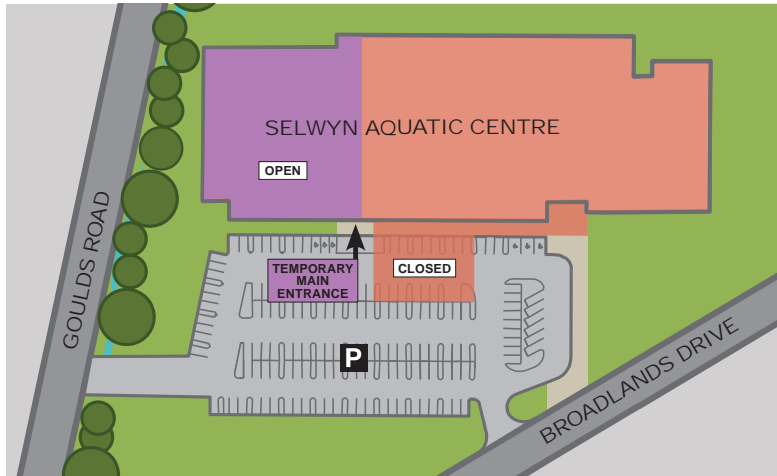 SELWYN AQUATIC CENTRE
OPEN
TEMPORARY
MAIN
ENTRANCE
CLOSED
P
GOULDS ROAD
BROADLANDS DRIVE